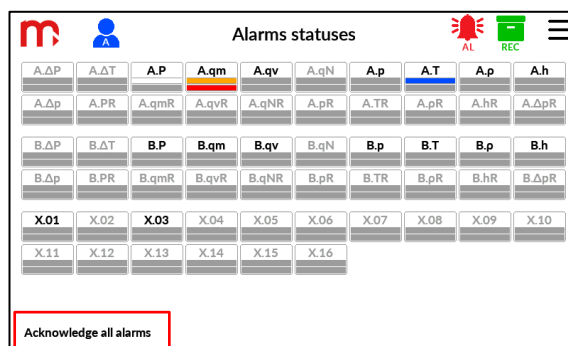 Alarms statuses
A
AL
REC
A.ΔP A.ΔT A.P A.qm A.qv A.qN A.p A.T A.ρ A.h
A.Δp A.PR A.qmR A.qvR A.qNR A.pR A.TR A.ρR A.hR A.ΔpR
B.ΔP B.ΔT B.P B.qm B.qv B.qN B.p B.T B.ρ B.h
B.Δp B.PR B.qmR B.qvR B.qNR B.pR B.TR B.ρR B.hR B.ΔpR
X.01 X.02 X.03 X.04 X.05 X.06 X.07 X.08 X.09 X.10
X.11 X.12 X.13 X.14 X.15 X.16
Acknowledge all alarms